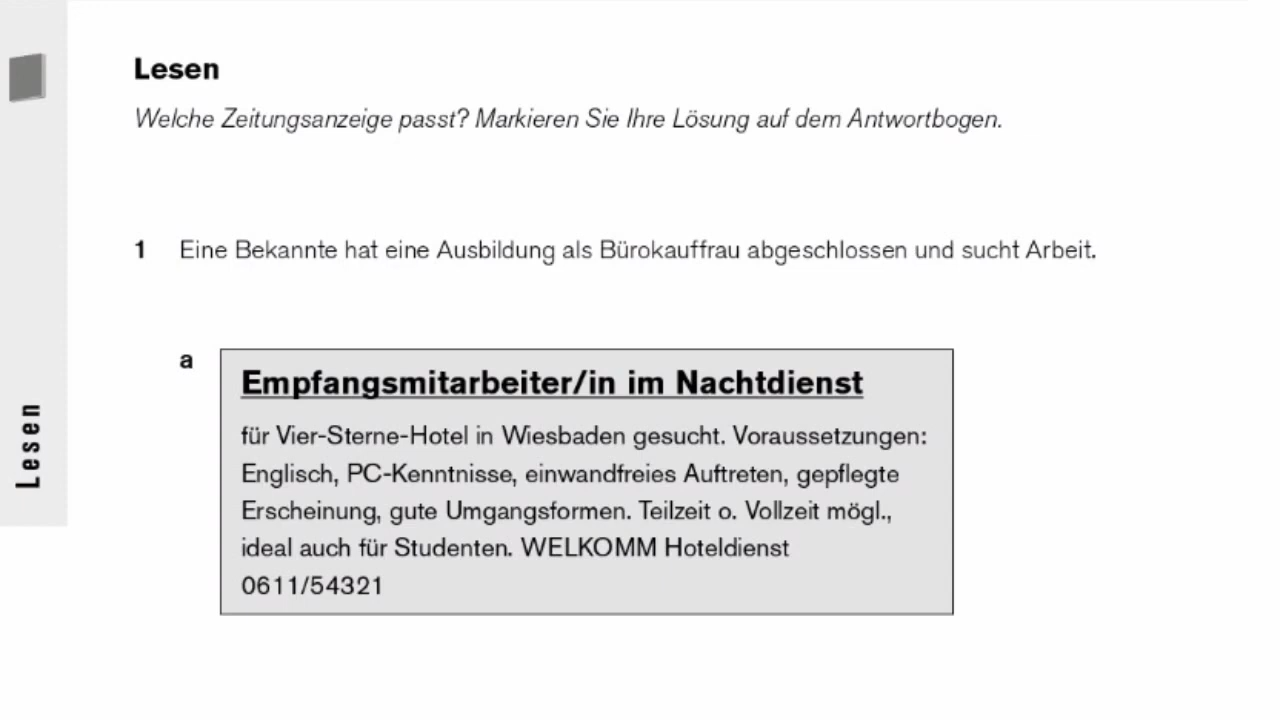 Lesen
Welche Zeitungsanzeige passt? Markieren Sie Ihre Lösung auf dem Antwortbogen.
1 Eine Bekannte hat eine Ausbildung als Bürokauffrau abgeschlossen und sucht Arbeit.
a
Empfangsmitarbeiter/in im Nachtdienst
für Vier-Sterne-Hotel in Wiesbaden gesucht. Voraussetzungen:
Englisch, PC-Kenntnisse, einwandfreies Auftreten, gepflegte
Erscheinung, gute Umgangsformen. Teilzeit o. Vollzeit mögl.,
ideal auch für Studenten. WELKOMM Hoteldienst
0611/54321
Lesen